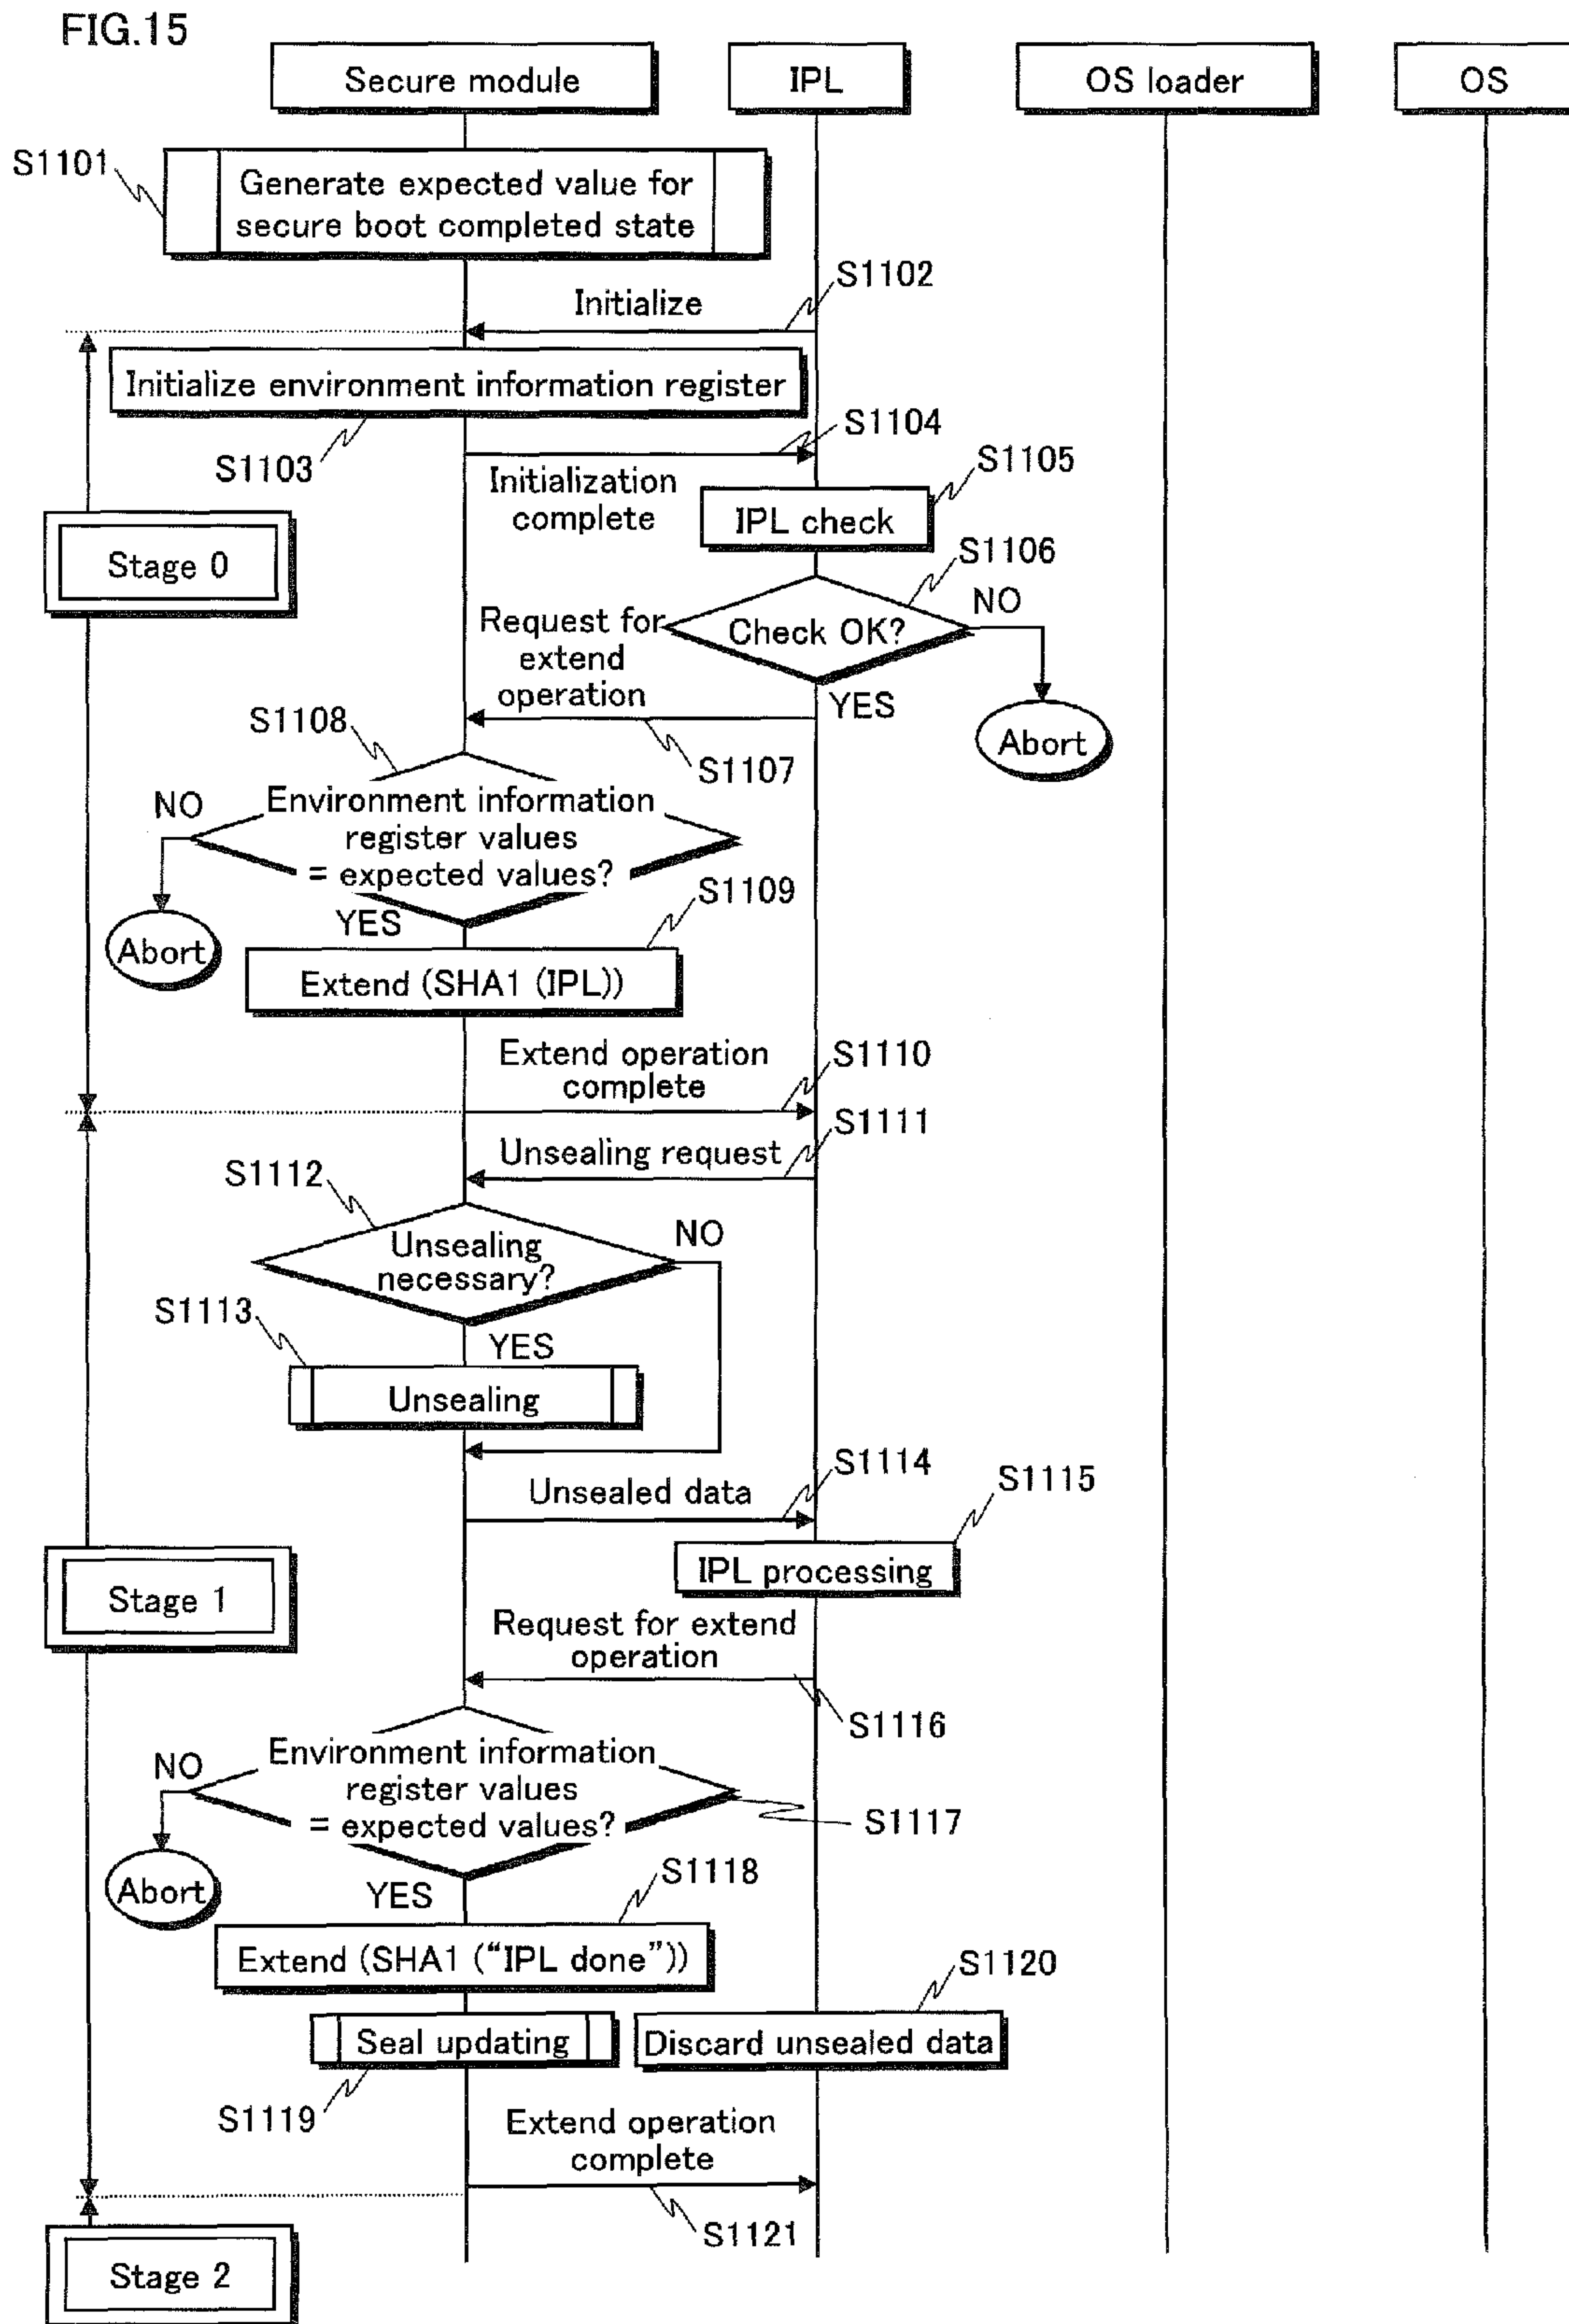 FIG.15
Secure module
IPL
OS loader
OS
S1101
Generate expected value for
secure boot completed state
S1102
Initialize
Initialize environment information register
S1103
S1104
Initialization
complete
S1105
IPL check
Stage 0
S1106
Check OK?
NO
Request for
extend
operation
YES
Abort
S1107
S1108
NO
Environment information
register values
= expected values?
YES
Abort
S1109
Extend (SHA1 (IPL))
Extend operation
complete
S1110
S1111
Unsealing request
S1112
Unsealing
necessary?
NO
S1113
YES
Unsealing
S1114
Unsealed data
S1115
IPL processing
Stage 1
Request for extend
operation
S1116
NO
Environment information
register values
= expected values?
S1117
Abort
YES
S1118
Extend (SHA1 (“IPL done”))
S1120
Seal updating
Discard unsealed data
S1119
Extend operation
complete
S1121
Stage 2